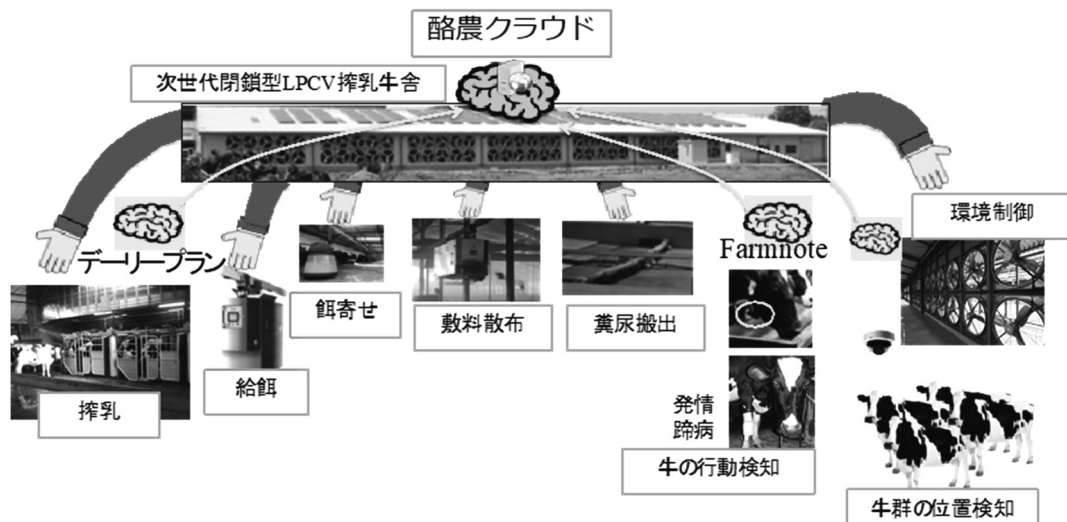 酪農クラウド
次世代閉鎖型LPCV搾乳牛舎
環境制御
データリープラン
Farmnote
餌寄せ
敷料散布
糞尿搬出
給餌
搾乳
発情
蹄病
牛の行動検知
牛群の位置検知